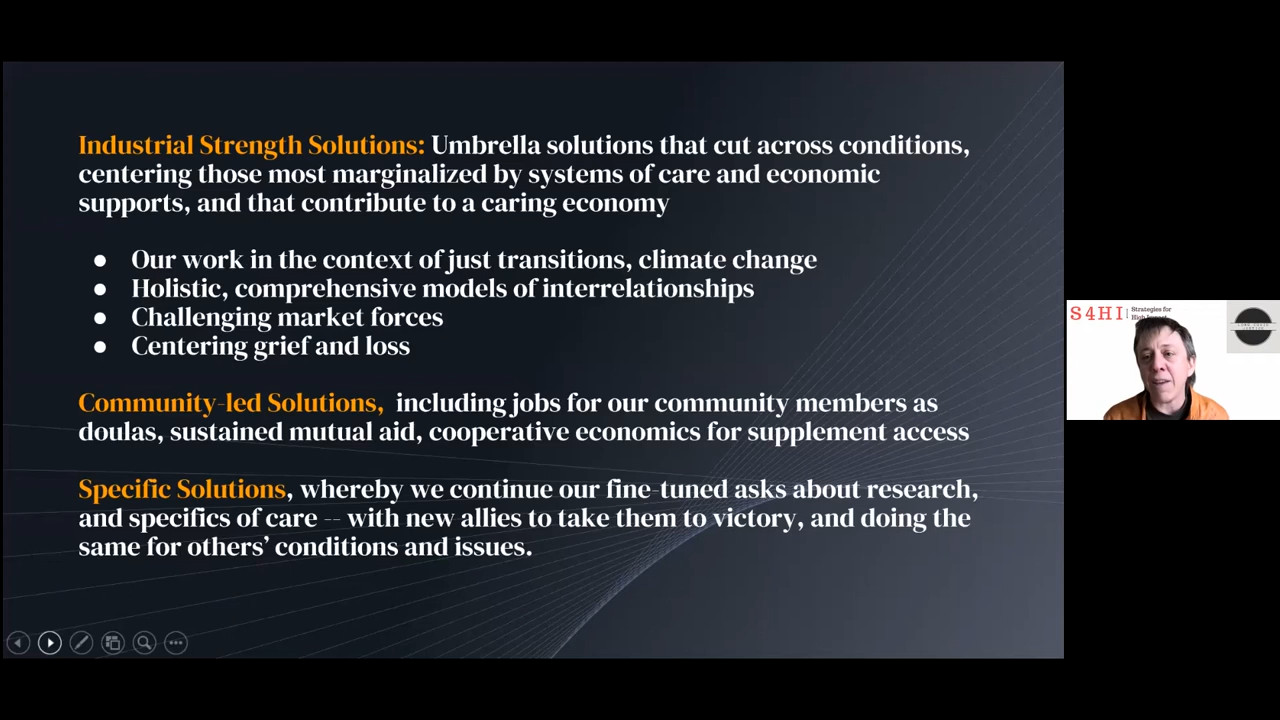 Industrial Strength Solutions: Umbrella solutions that cut across conditions,
centering those most marginalized by systems of care and economic
supports, and that contribute to a caring economy
● Our work in the context of just transitions, climate change
● Holistic, comprehensive models of interrelationships
● Challenging market forces
● Centering grief and loss
Community-led Solutions, including jobs for our community members as
doulas, sustained mutual aid, cooperative economics for supplement access
Specific Solutions, whereby we continue our fine-tuned asks about research,
and specifics of care -- with new allies to take them to victory, and doing the
same for others' conditions and issues.
S4HI
Strategies for
High